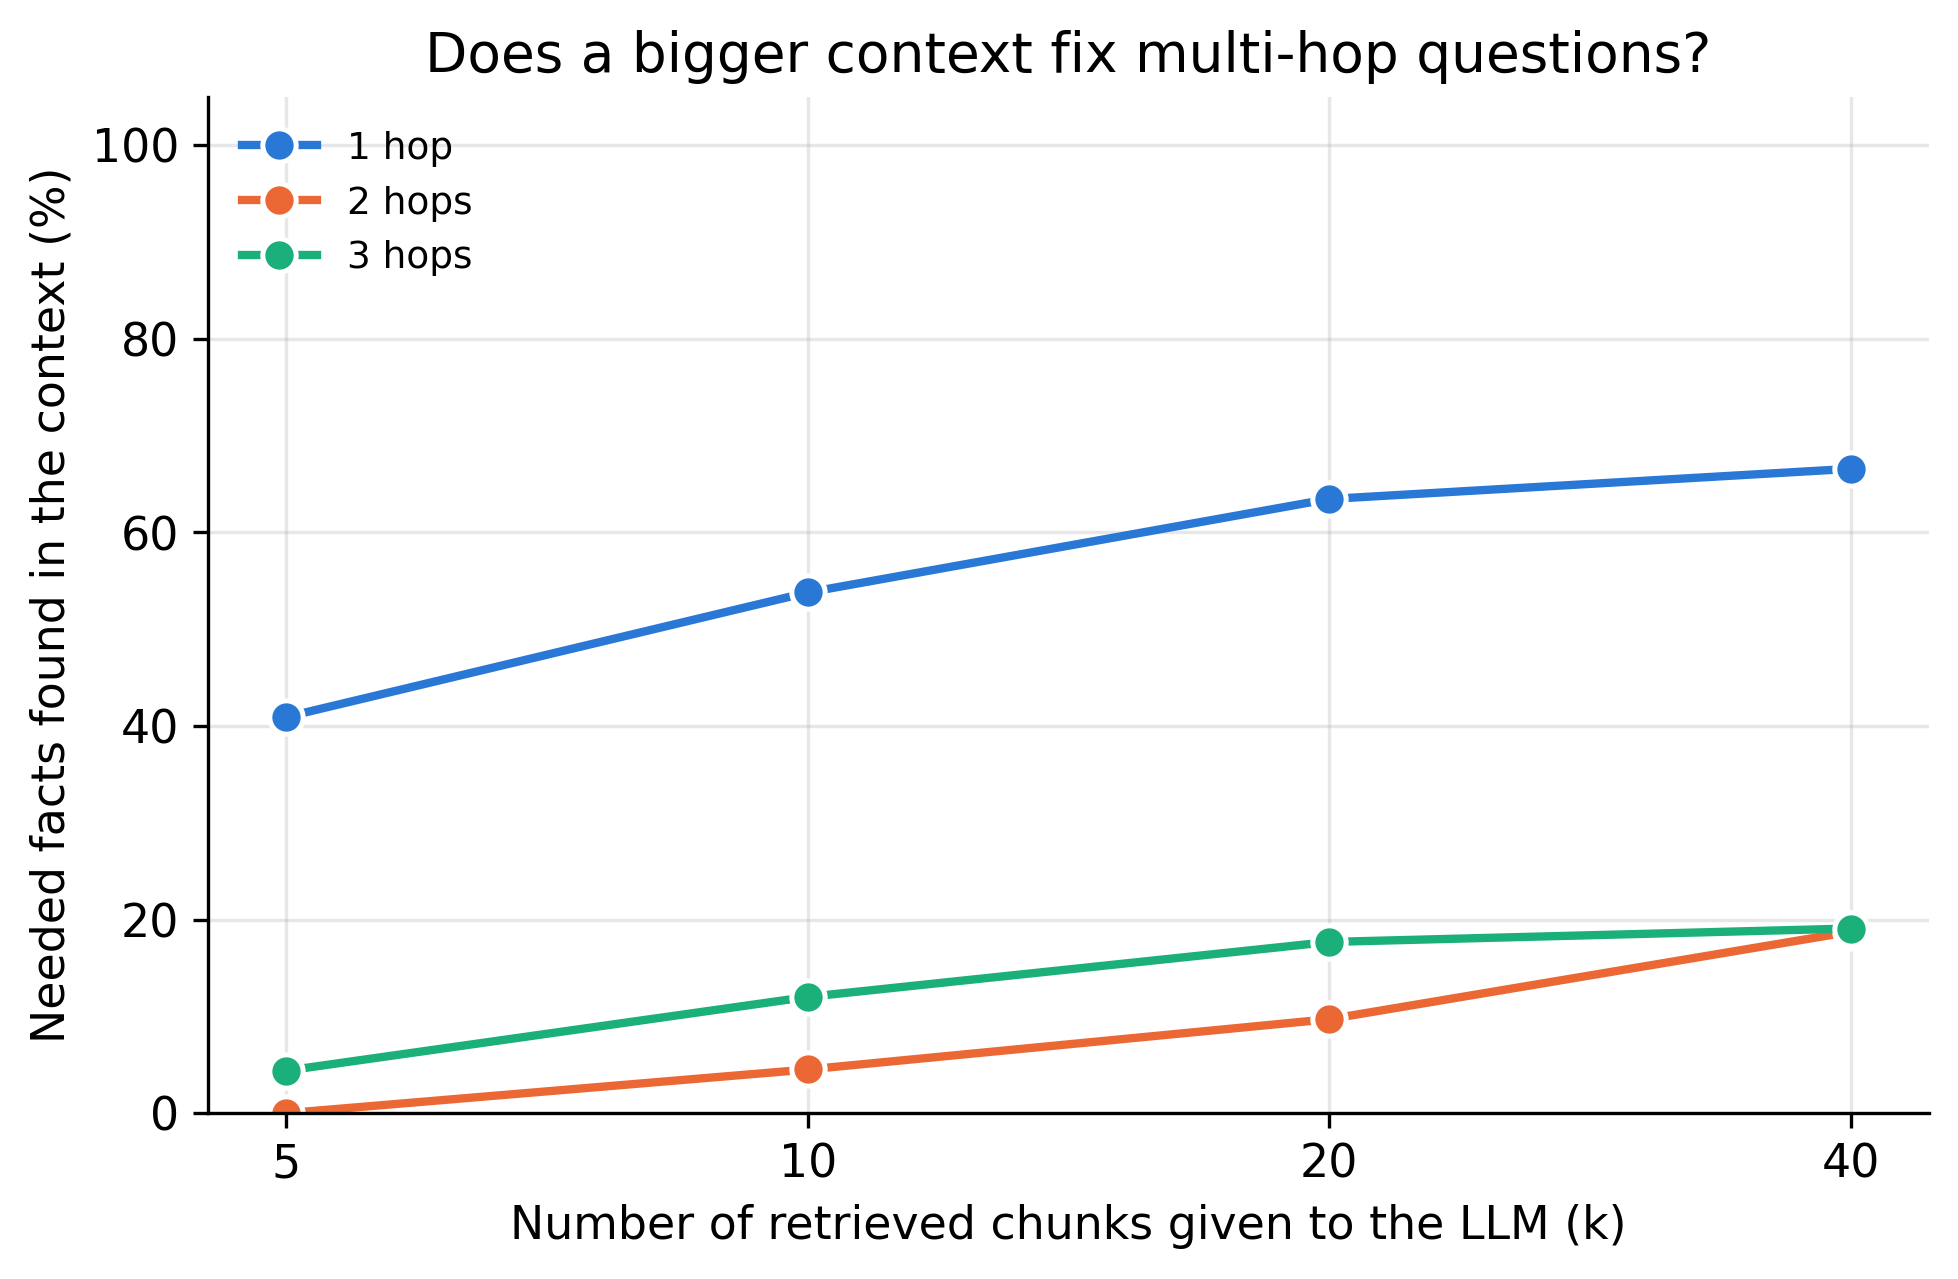 Does a bigger context fix multi-hop questions?
1 hop
2 hops
3 hops
Needed facts found in the context (%)
100
80
60
40
20
0
5
10
20
40
Number of retrieved chunks given to the LLM (k)